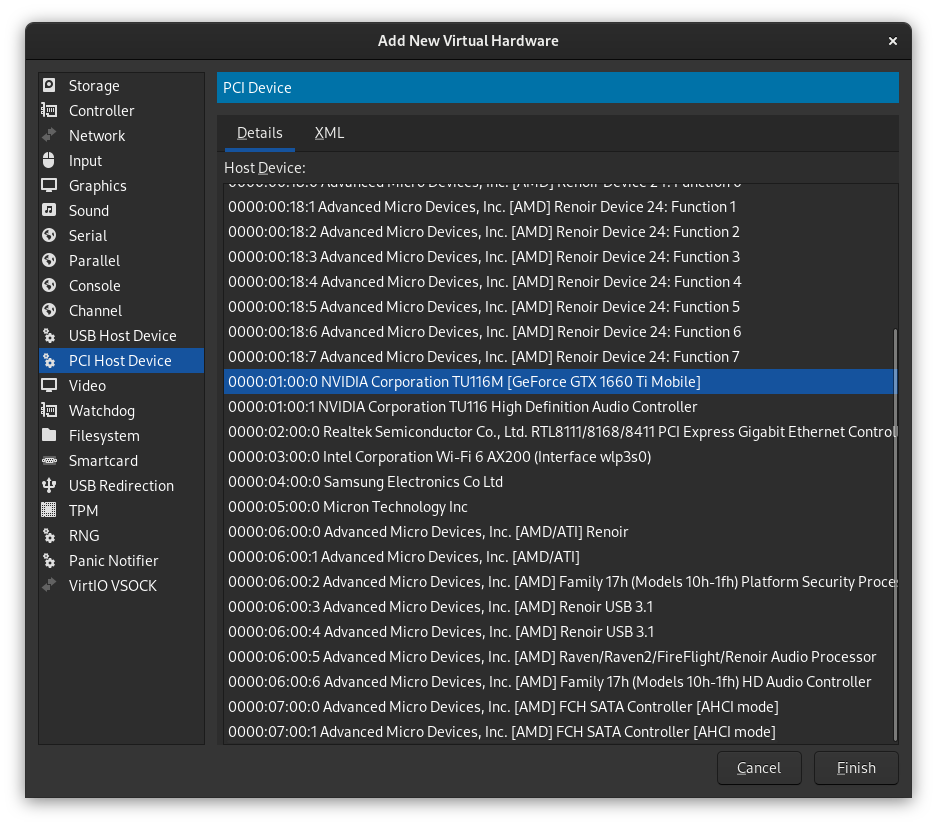 Add New Virtual Hardware
Storage
Controller
Network
Input
Graphics
Sound
Serial
Parallel
Console
Channel
USB Host Device
PCI Host Device
Video
Watchdog
Filesystem
Smartcard
USB Redirection
TPM
RNG
Panic Notifier
VirtIO VSOCK
PCI Device
Details XML
Host Device:
Advanced Micro Devices, Inc. [AMD] Renoir Device 24: Function
0000:00:18:1 Advanced Micro Devices, Inc. [AMD] Renoir Device 24: Function 1
0000:00:18:2 Advanced Micro Devices, Inc. [AMD] Renoir Device 24: Function 2
0000:00:18:3 Advanced Micro Devices, Inc. [AMD] Renoir Device 24: Function 3
0000:00:18:4 Advanced Micro Devices, Inc. [AMD] Renoir Device 24: Function 4
0000:00:18:5 Advanced Micro Devices, Inc. [AMD] Renoir Device 24: Function 5
0000:00:18:6 Advanced Micro Devices, Inc. [AMD] Renoir Device 24: Function 6
0000:00:18:7 Advanced Micro Devices, Inc. [AMD] Renoir Device 24: Function 7
0000:01:00:0 NVIDIA Corporation TU116M [GeForce GTX 1660 Ti Mobile]
0000:01:00:1 NVIDIA Corporation TU116 High Definition Audio Controller
0000:02:00:0 Realtek Semiconductor Co., Ltd. RTL8111/8168/8411 PCI Express Gigabit Ethernet Control
0000:03:00:0 Intel Corporation Wi-Fi 6 AX200 (Interface wlp3s0)
0000:04:00:0 Samsung Electronics Co Ltd
0000:05:00:0 Micron Technology Inc
0000:06:00:0 Advanced Micro Devices, Inc. [AMD/ATI] Renoir
0000:06:00:1 Advanced Micro Devices, Inc. [AMD/ATI]
0000:06:00:2 Advanced Micro Devices, Inc. [AMD] Family 17h (Models 10h-1fh) Platform Security Proce
0000:06:00:3 Advanced Micro Devices, Inc. [AMD] Renoir USB 3.1
0000:06:00:4 Advanced Micro Devices, Inc. [AMD] Renoir USB 3.1
0000:06:00:5 Advanced Micro Devices, Inc. [AMD] Raven/Raven2/FireFlight/Renoir Audio Processor
0000:06:00:6 Advanced Micro Devices, Inc. [AMD] Family 17h (Models 10h-1fh) HD Audio Controller
0000:07:00:0 Advanced Micro Devices, Inc. [AMD] FCH SATA Controller [AHCI mode]
0000:07:00:1 Advanced Micro Devices, Inc. [AMD] FCH SATA Controller [AHCI mode]
Cancel Finish